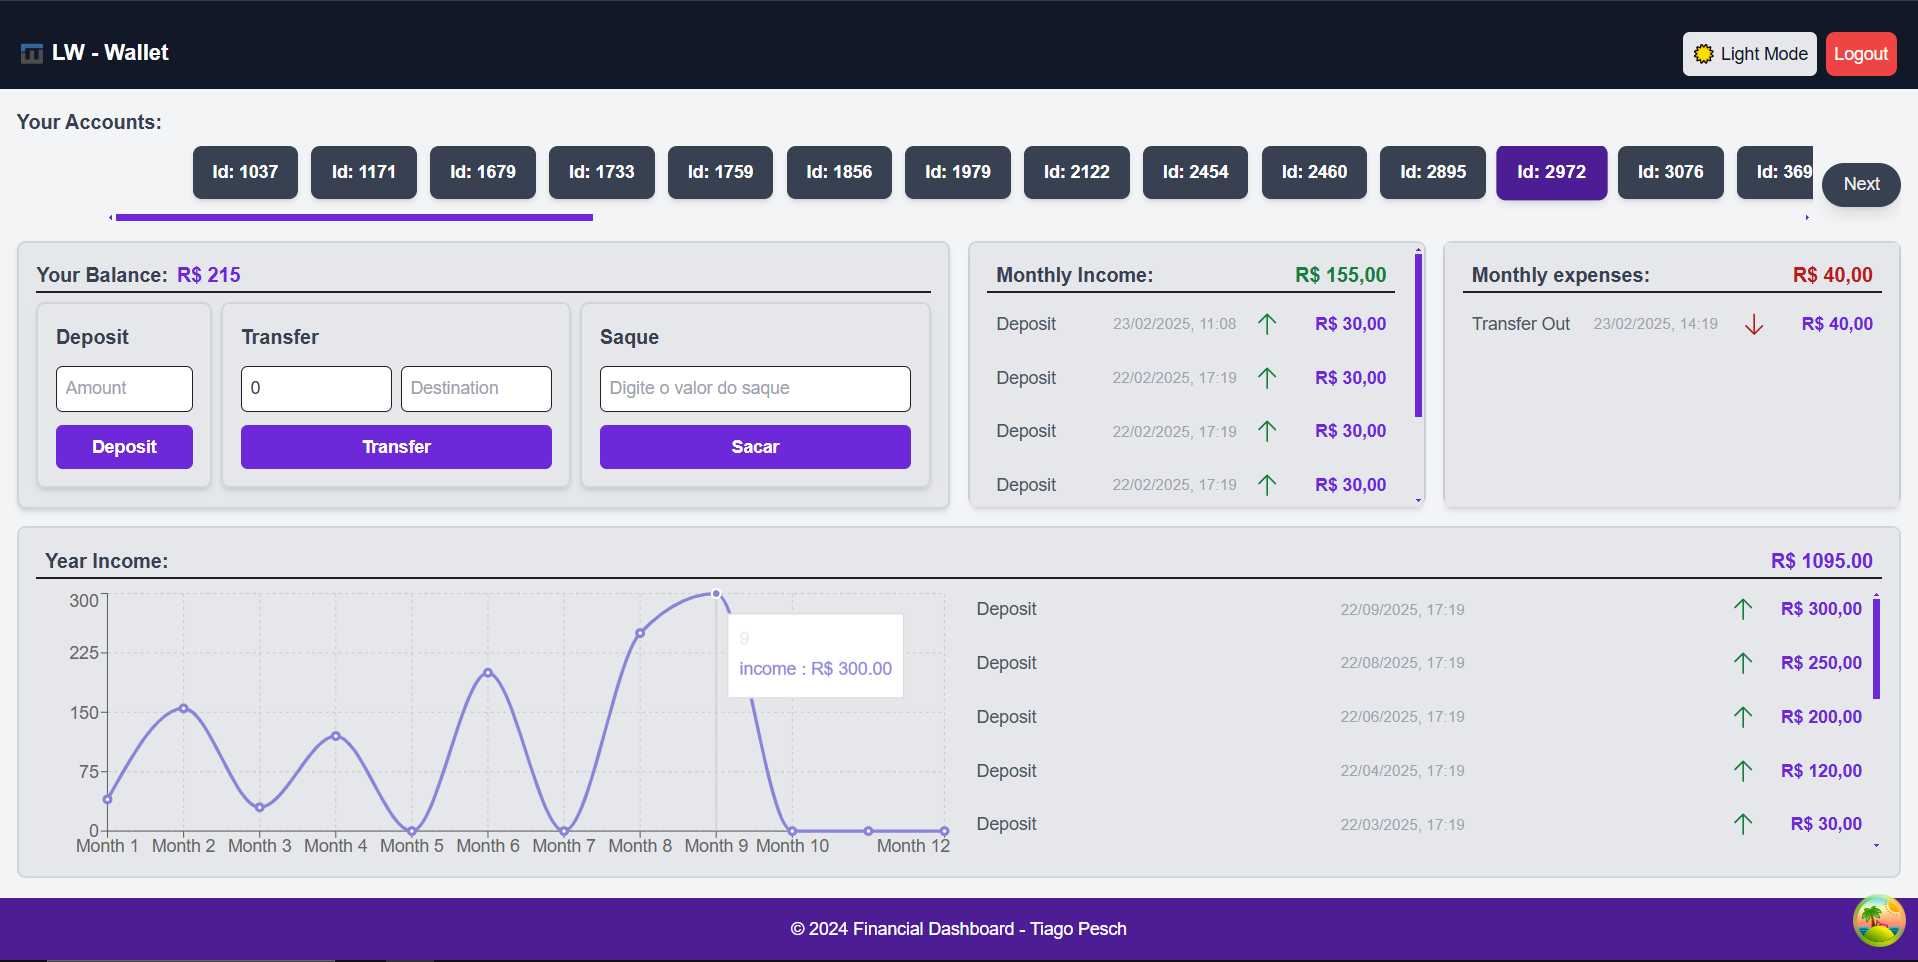 LW - Wallet
Light Mode
Logout
Your Accounts:
Id: 1037
Id: 1171
Id: 1679
Id: 1733
Id: 1759
Id: 1856
Id: 1979
Id: 2122
Id: 2454
Id: 2460
Id: 2895
Id: 2972
Id: 3076
Id: 369
Next
Your Balance: R$ 215
Deposit
Amount
Deposit
Transfer
0
Destination
Transfer
Saque
Digite o valor do saque
Sacar
Monthly Income: R$ 155,00
Deposit 23/02/2025, 11:08 R$ 30,00
Deposit 22/02/2025, 17:19 R$ 30,00
Deposit 22/02/2025, 17:19 R$ 30,00
Deposit 22/02/2025, 17:19 R$ 30,00
Monthly expenses: R$ 40,00
Transfer Out 23/02/2025, 14:19 R$ 40,00
Year Income: R$ 1095.00
300
225
150
75
0
Month 1 Month 2 Month 3 Month 4 Month 5 Month 6 Month 7 Month 8 Month 9 Month 10 Month 12
9
income : R$ 300.00
Deposit 22/09/2025, 17:19 R$ 300,00
Deposit 22/08/2025, 17:19 R$ 250,00
Deposit 22/06/2025, 17:19 R$ 200,00
Deposit 22/04/2025, 17:19 R$ 120,00
Deposit 22/03/2025, 17:19 R$ 30,00
© 2024 Financial Dashboard - Tiago Pesch